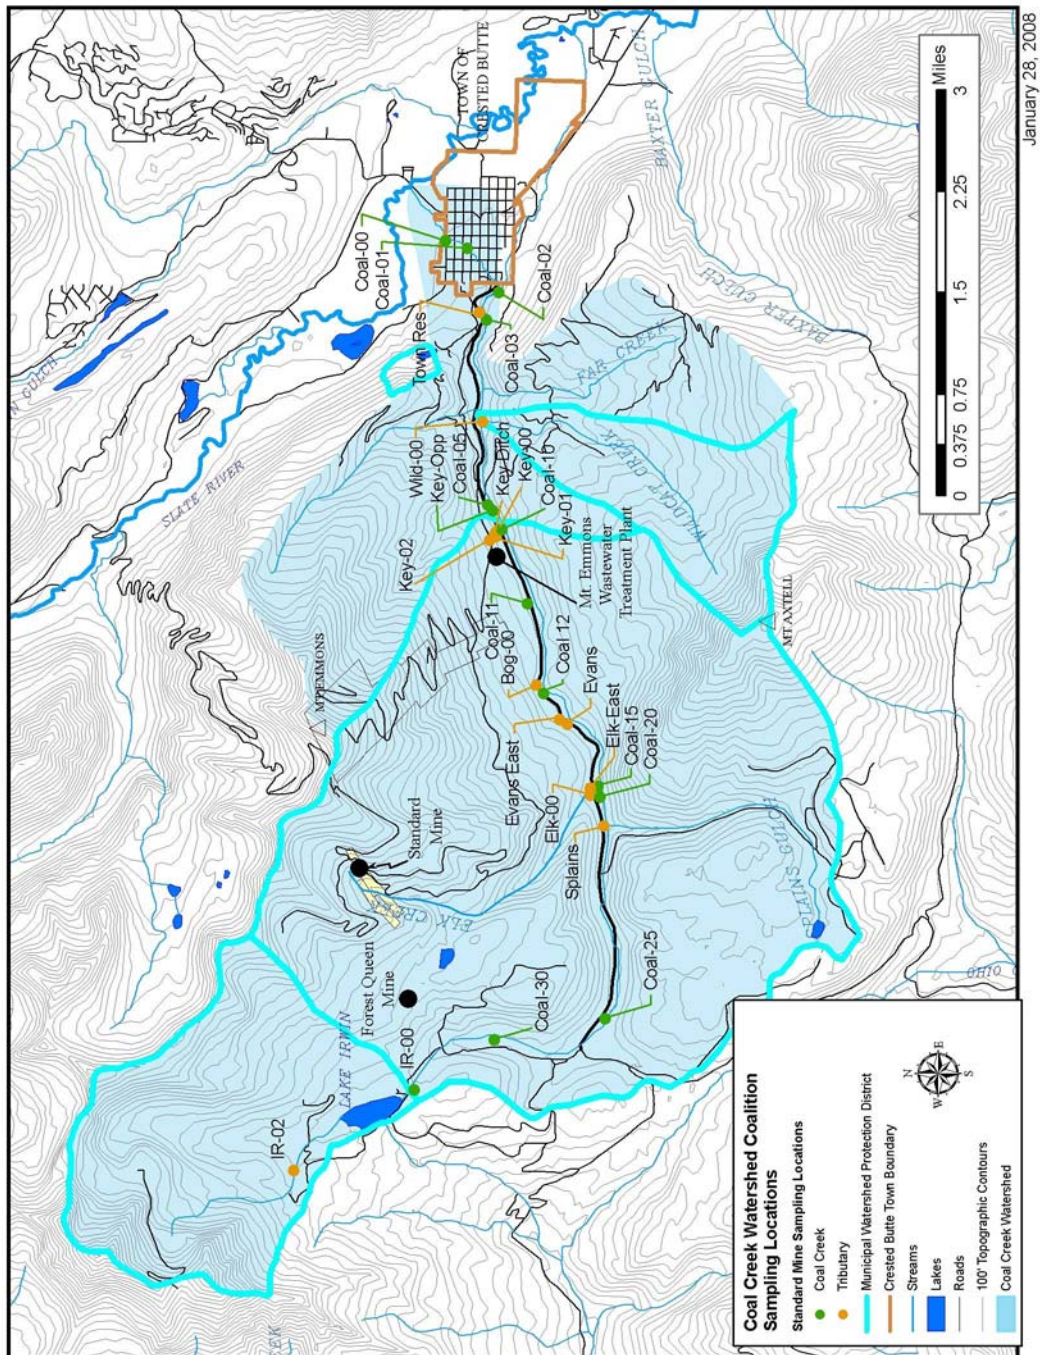 Coal Creek Watershed Coalition
Sampling Locations
Standard Mine Sampling Locations
Coal Creek
Tributary
Municipal Watershed Protection District
Crested Butte Town Boundary
Streams
Lakes
Roads
100' Topographic Contours
Coal Creek Watershed
N
W
E
S
IR-02
LAKE IRWIN
IR-00
Forest Queen
Mine
Coal-30
Coal-25
Standard
Mine
ELK CREEK
Splains
SPLAINS GULCH
OHIO
Elk-00
Elk-East
Coal-15
Coal-20
Evans East
Evans
Bog-00
Coal 12
Coal-11
MT EMMONS
MT AXTELL
Mt. Emmons
Wastewater
Treatment Plant
Key-02
Key-01
Coal-10
Key-00
Key Ditch
Coal-05
Key-Opp
Wild-00
WILDCAT CREEK
SLATE RIVER
FAR CREEK
Town Res
Coal-03
Coal-02
Coal-01
Coal-00
TOWN OF
CRESTED BUTTE
BAXTER GULCH
BAXTER GULCH
N GULCH
EEK
0 0.375 0.75 1.5 2.25 3
Miles
January 28, 2008